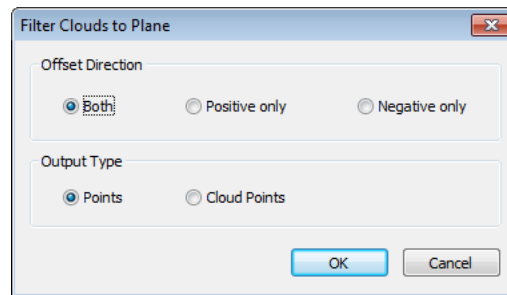 Filter Clouds to Plane
Offset Direction
Both Positive only Negative only
Output Type
Points Cloud Points
OK Cancel